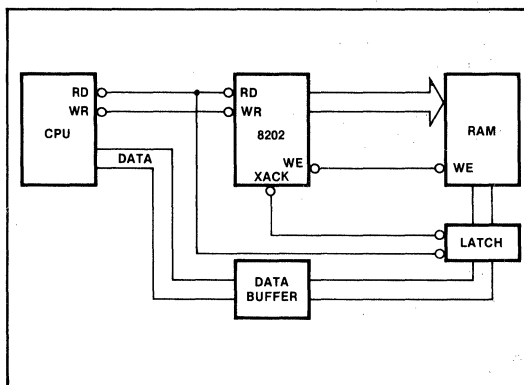 RD
WR
CPU
DATA
RD
WR
8202
WE
XACK
RAM
WE
LATCH
DATA
BUFFER